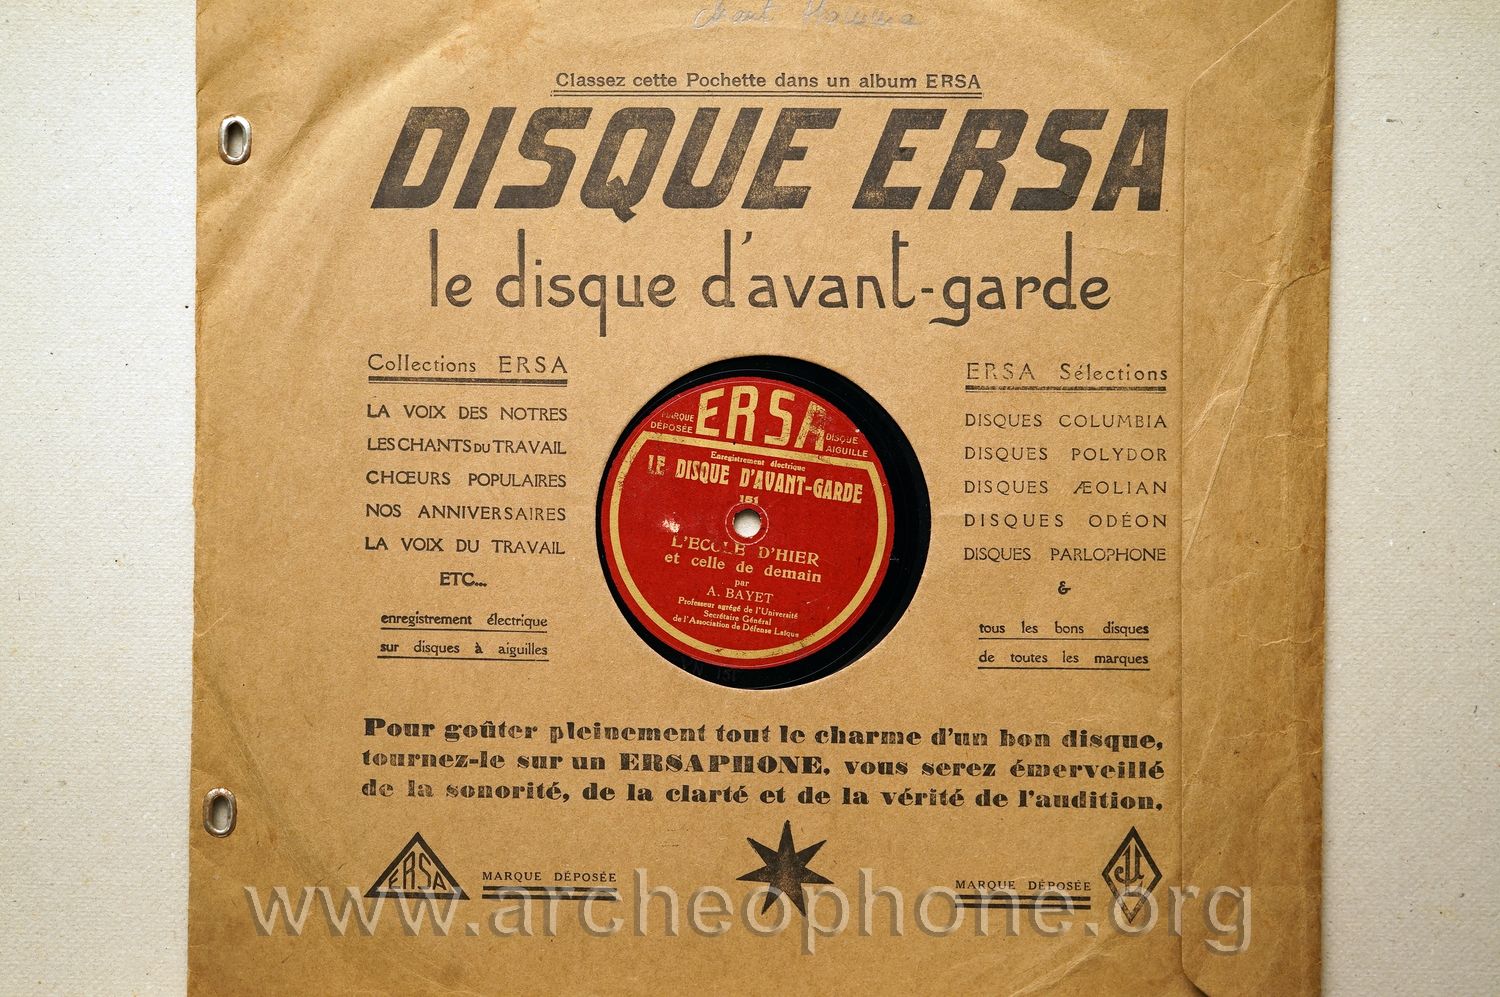 Classez cette Pochette dans un album ERSA
DISQUE ERSA
le disque d'avant-garde
Collections ERSA
LA VOIX DES NOTRES
LES CHANTS DU TRAVAIL
CHŒURS POPULAIRES
NOS ANNIVERSAIRES
LA VOIX DU TRAVAIL
ETC...
enregistrement électrique
sur disques à aiguilles
MARQUE DÉPOSÉE
ERSA
DISQUE AIGUILLE
Enregistrement électrique
LE DISQUE D'AVANT-GARDE
151
L'ECOLE D'HIER
et celle de demain
par
A. BAYET
Professeur agrégé de l'Université
Secrétaire Général
de l'Association de Défense Laïque
151
ERSA Sélections
DISQUES COLUMBIA
DISQUES POLYDOR
DISQUES ÆOLIAN
DISQUES ODÉON
DISQUES PARLOPHONE
&
tous les bons disques
de toutes les marques
Pour goûter pleinement tout le charme d'un bon disque,
tournez-le sur un ERSAPHONE, vous serez émerveillé
de la sonorité, de la clarté et de la vérité de l'audition.
ERSA
MARQUE DÉPOSÉE
MARQUE DÉPOSÉE
www.archeophone.org